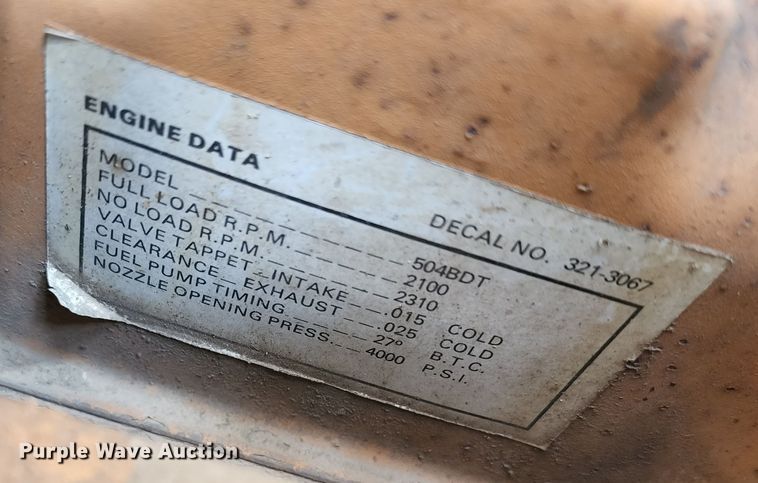 ENGINE DATA
DECAL NO. 321-3067
MODEL 504BDT
FULL LOAD R.P.M. 2100
NO LOAD R.P.M. 2310
VALVE TAPPET INTAKE .015 COLD
CLEARANCE EXHAUST .025 COLD
FUEL PUMP TIMING 27° B.T.C.
NOZZLE OPENING PRESS. 4000 P.S.I.
Purple Wave Auction